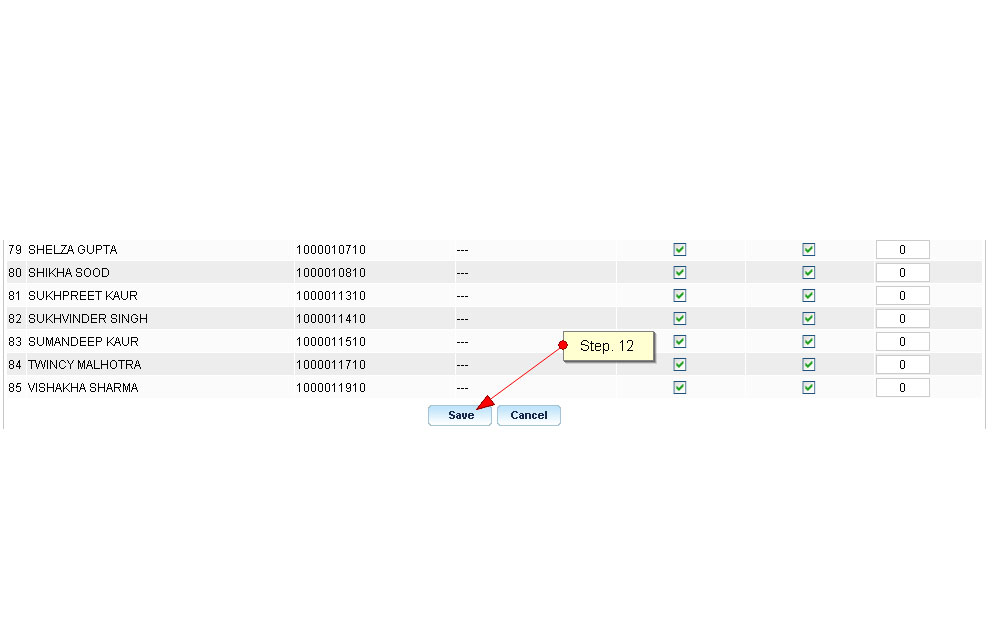 79 SHELZA GUPTA 1000010710 --- 0
80 SHIKHA SOOD 1000010810 --- 0
81 SUKHPREET KAUR 1000011310 --- 0
82 SUKHVINDER SINGH 1000011410 --- 0
83 SUMANDEEP KAUR 1000011510 --- 0
Step. 12
84 TWINCY MALHOTRA 1000011710 --- 0
85 VISHAKHA SHARMA 1000011910 --- 0
Save Cancel